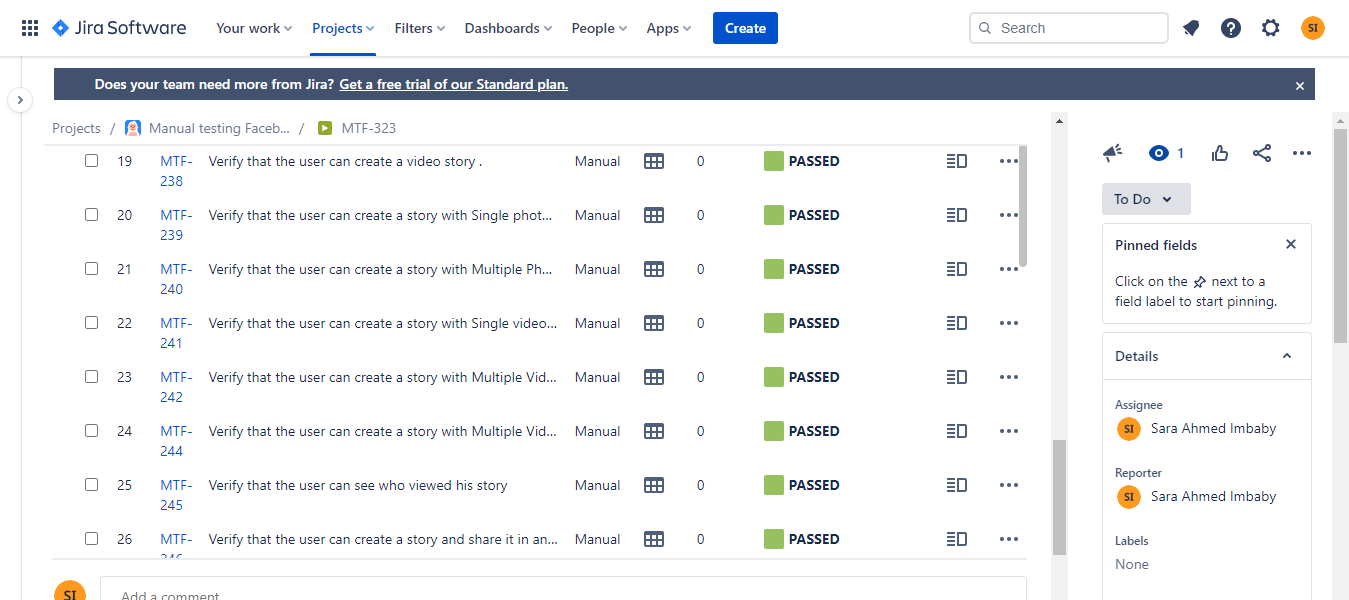 Jira Software Your work Projects Filters Dashboards People Apps Create Search SI
Does your team need more from Jira? Get a free trial of our Standard plan.
Projects / Manual testing Faceb... / MTF-323
19 MTF-238 Verify that the user can create a video story . Manual 0 PASSED
20 MTF-239 Verify that the user can create a story with Single phot... Manual 0 PASSED
21 MTF-240 Verify that the user can create a story with Multiple Ph... Manual 0 PASSED
22 MTF-241 Verify that the user can create a story with Single video... Manual 0 PASSED
23 MTF-242 Verify that the user can create a story with Multiple Vid... Manual 0 PASSED
24 MTF-244 Verify that the user can create a story with Multiple Vid... Manual 0 PASSED
25 MTF-245 Verify that the user can see who viewed his story Manual 0 PASSED
26 MTF-246 Verify that the user can create a story and share it in an... Manual 0 PASSED
SI Add a comment
1
To Do
Pinned fields
Click on the next to a
field label to start pinning.
Details
Assignee
SI Sara Ahmed Imbaby
Reporter
SI Sara Ahmed Imbaby
Labels
None